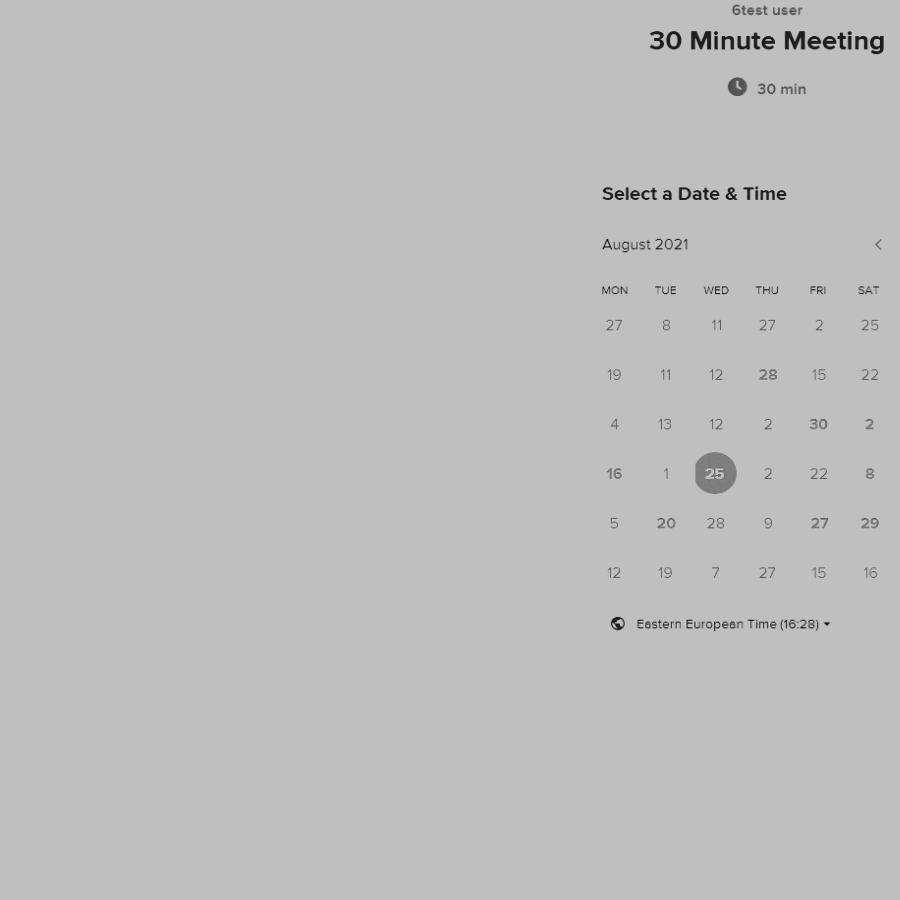 6test user
30 Minute Meeting
30 min
Select a Date & Time
August 2021
MON TUE WED THU FRI SAT
27 8 11 27 2 25
19 11 12 28 15 22
4 13 12 2 30 2
16 1 25 2 22 8
5 20 28 9 27 29
12 19 7 27 15 16
Eastern European Time (16:28)